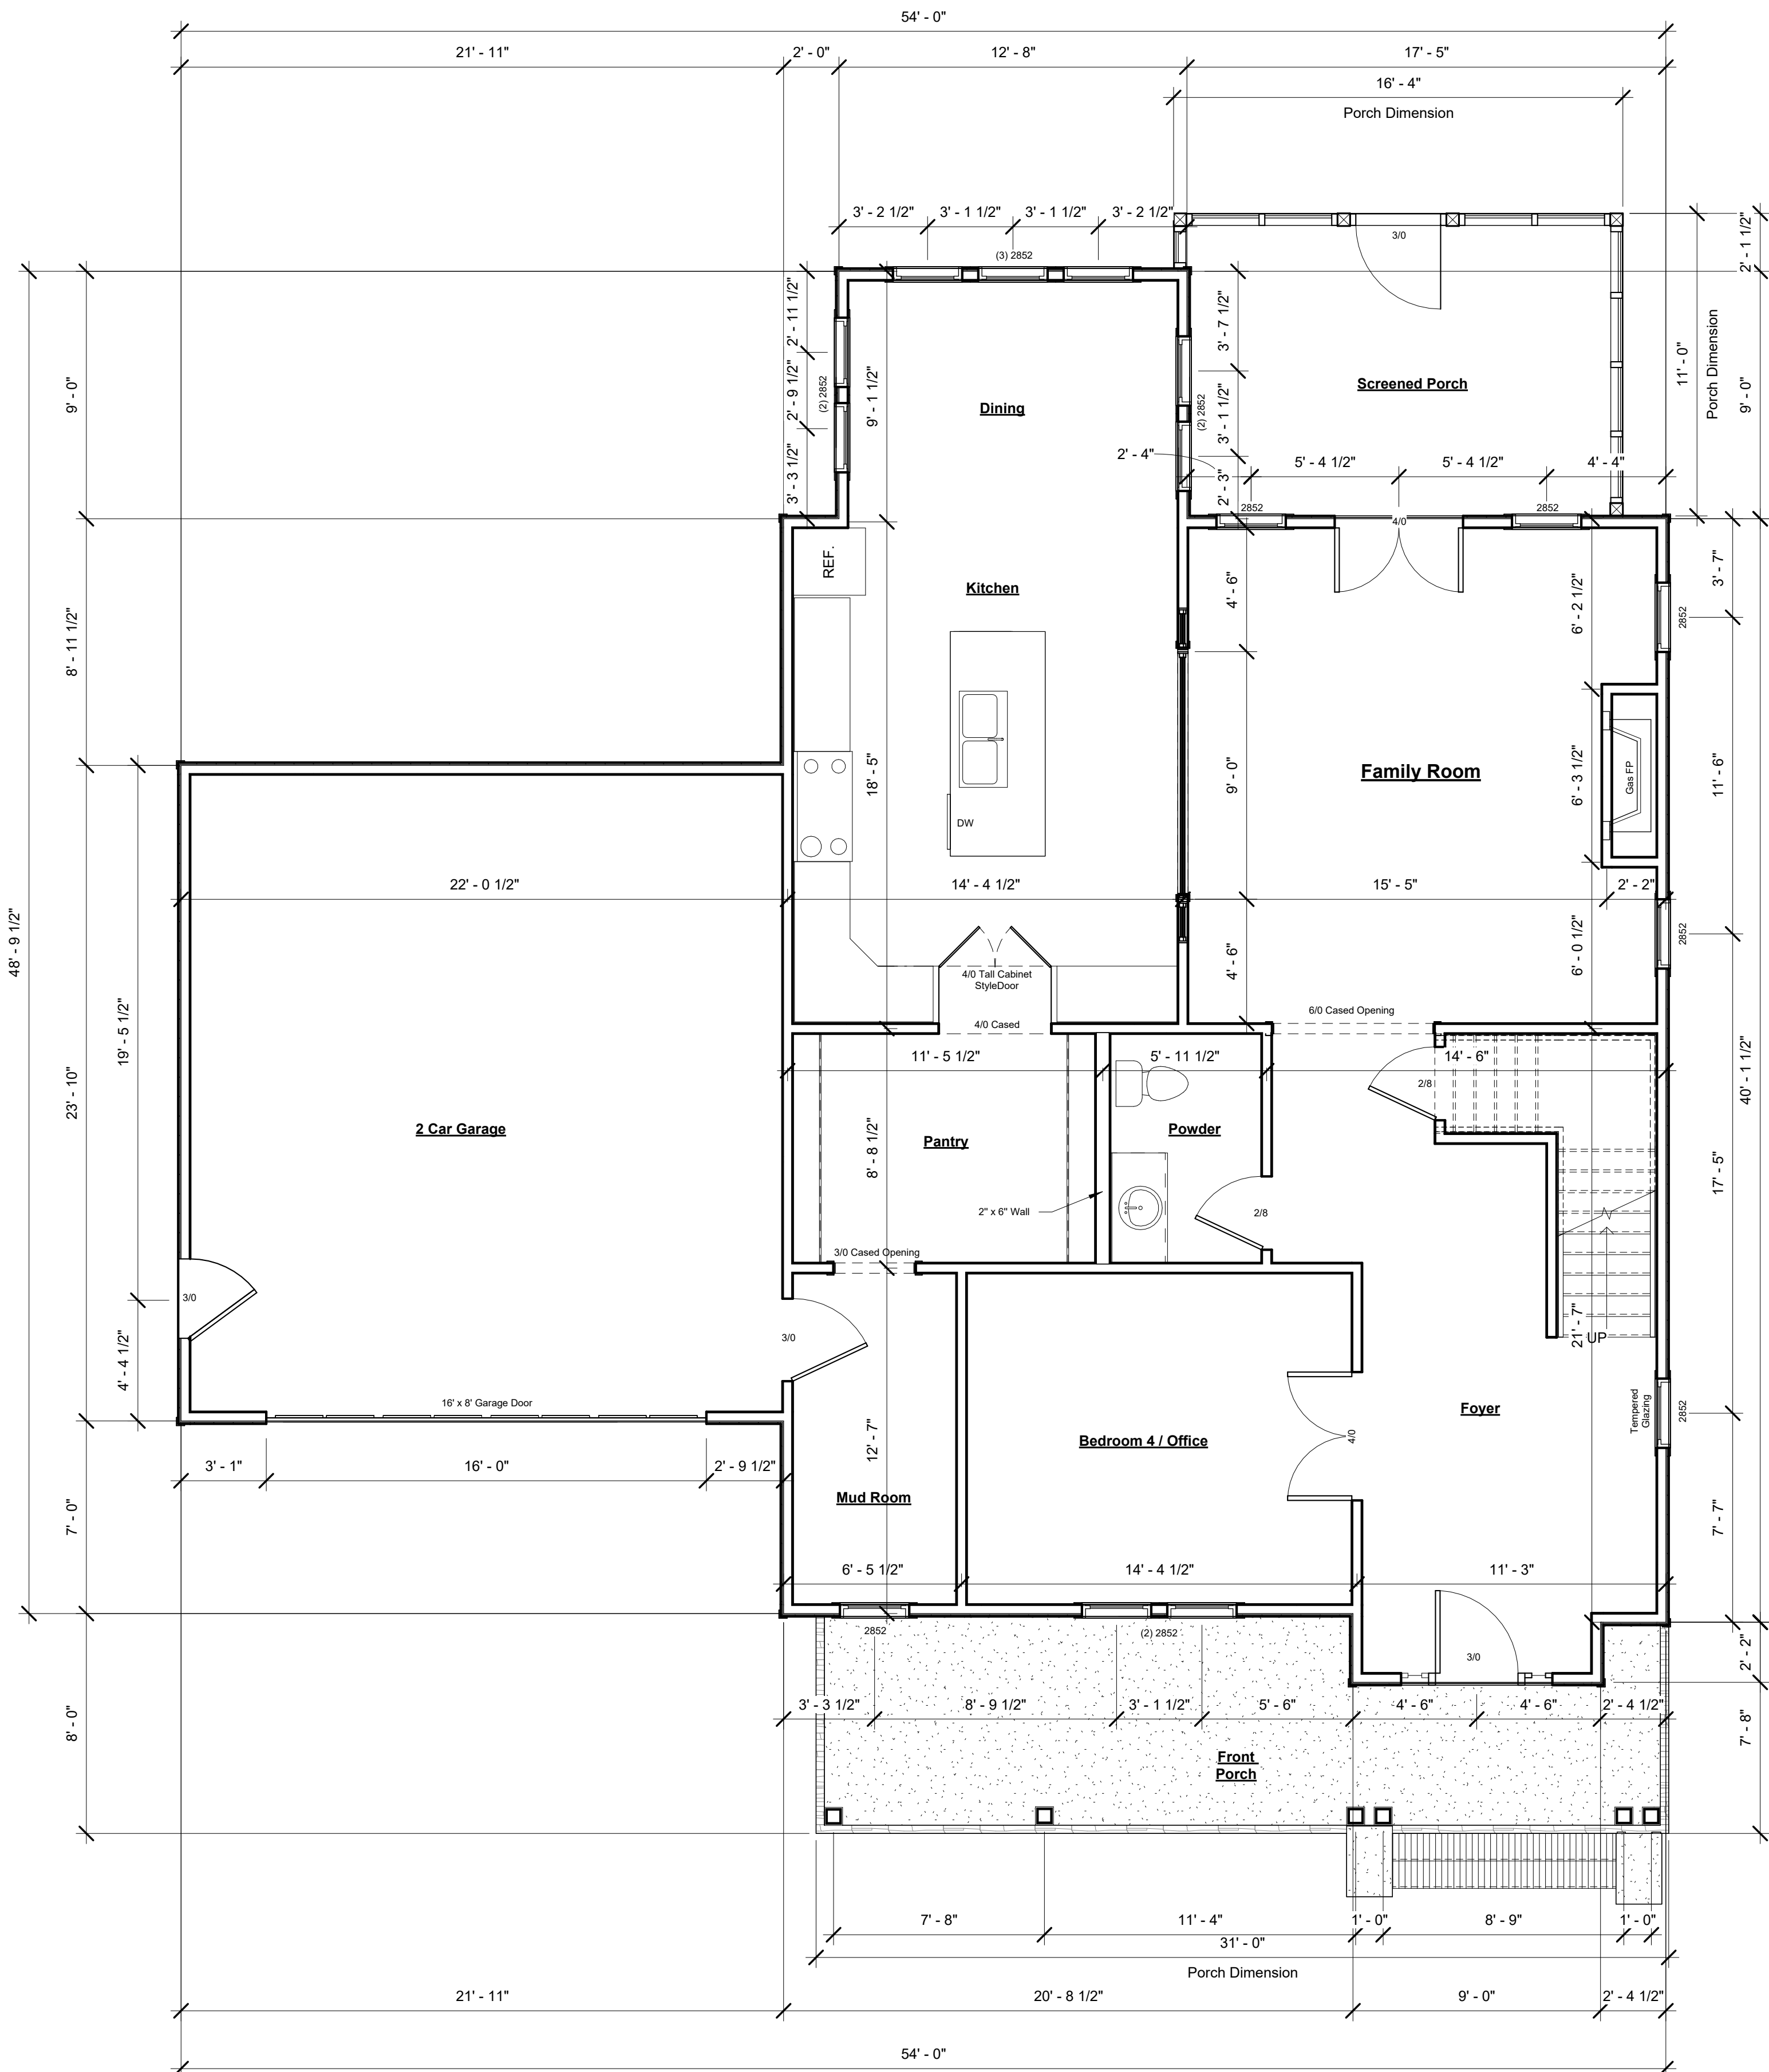 54' - 0"
21' - 11"
2' - 0"
12' - 8"
17' - 5"
16' - 4"
Porch Dimension
3' - 2 1/2"
3' - 1 1/2"
3' - 1 1/2"
3' - 2 1/2"
(3) 2852
3/0
2' - 1 1/2"
2' - 11 1/2"
2' - 9 1/2"
3' - 3 1/2"
(2) 2852
9' - 1 1/2"
9' - 0"
Dining
3' - 7 1/2"
3' - 1 1/2"
2' - 3"
(2) 2852
2' - 4"
Screened Porch
11' - 0"
Porch Dimension
9' - 0"
5' - 4 1/2"
5' - 4 1/2"
4' - 4"
2852
4/0
2852
REF.
Kitchen
4' - 6"
6' - 2 1/2"
2852
3' - 7"
8' - 11 1/2"
18' - 5"
9' - 0"
Family Room
6' - 3 1/2"
Gas FP
11' - 6"
DW
22' - 0 1/2"
14' - 4 1/2"
15' - 5"
2' - 2"
48' - 9 1/2"
4' - 6"
6' - 0 1/2"
2852
4/0 Tall Cabinet
StyleDoor
4/0 Cased
6/0 Cased Opening
19' - 5 1/2"
23' - 10"
11' - 5 1/2"
5' - 11 1/2"
14' - 6"
2/8
40' - 1 1/2"
2 Car Garage
Pantry
Powder
8' - 8 1/2"
17' - 5"
2" x 6" Wall
2/8
3/0 Cased Opening
3/0
3/0
4' - 4 1/2"
21' - 7"
UP
16' x 8' Garage Door
Foyer
Tempered
Glazing
2852
Bedroom 4 / Office
4/0
12' - 7"
3' - 1"
16' - 0"
2' - 9 1/2"
Mud Room
7' - 0"
7' - 7"
6' - 5 1/2"
14' - 4 1/2"
11' - 3"
2852
(2) 2852
3/0
2' - 2"
3' - 3 1/2"
8' - 9 1/2"
3' - 1 1/2"
5' - 6"
4' - 6"
4' - 6"
2' - 4 1/2"
8' - 0"
7' - 8"
Front
Porch
7' - 8"
11' - 4"
1' - 0"
8' - 9"
1' - 0"
31' - 0"
Porch Dimension
21' - 11"
20' - 8 1/2"
9' - 0"
2' - 4 1/2"
54' - 0"